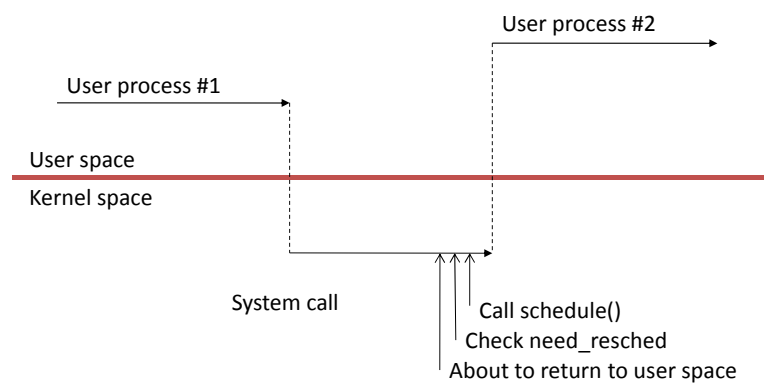 User process #2
User process #1
User space
Kernel space
System call
Call schedule()
Check need_resched
About to return to user space